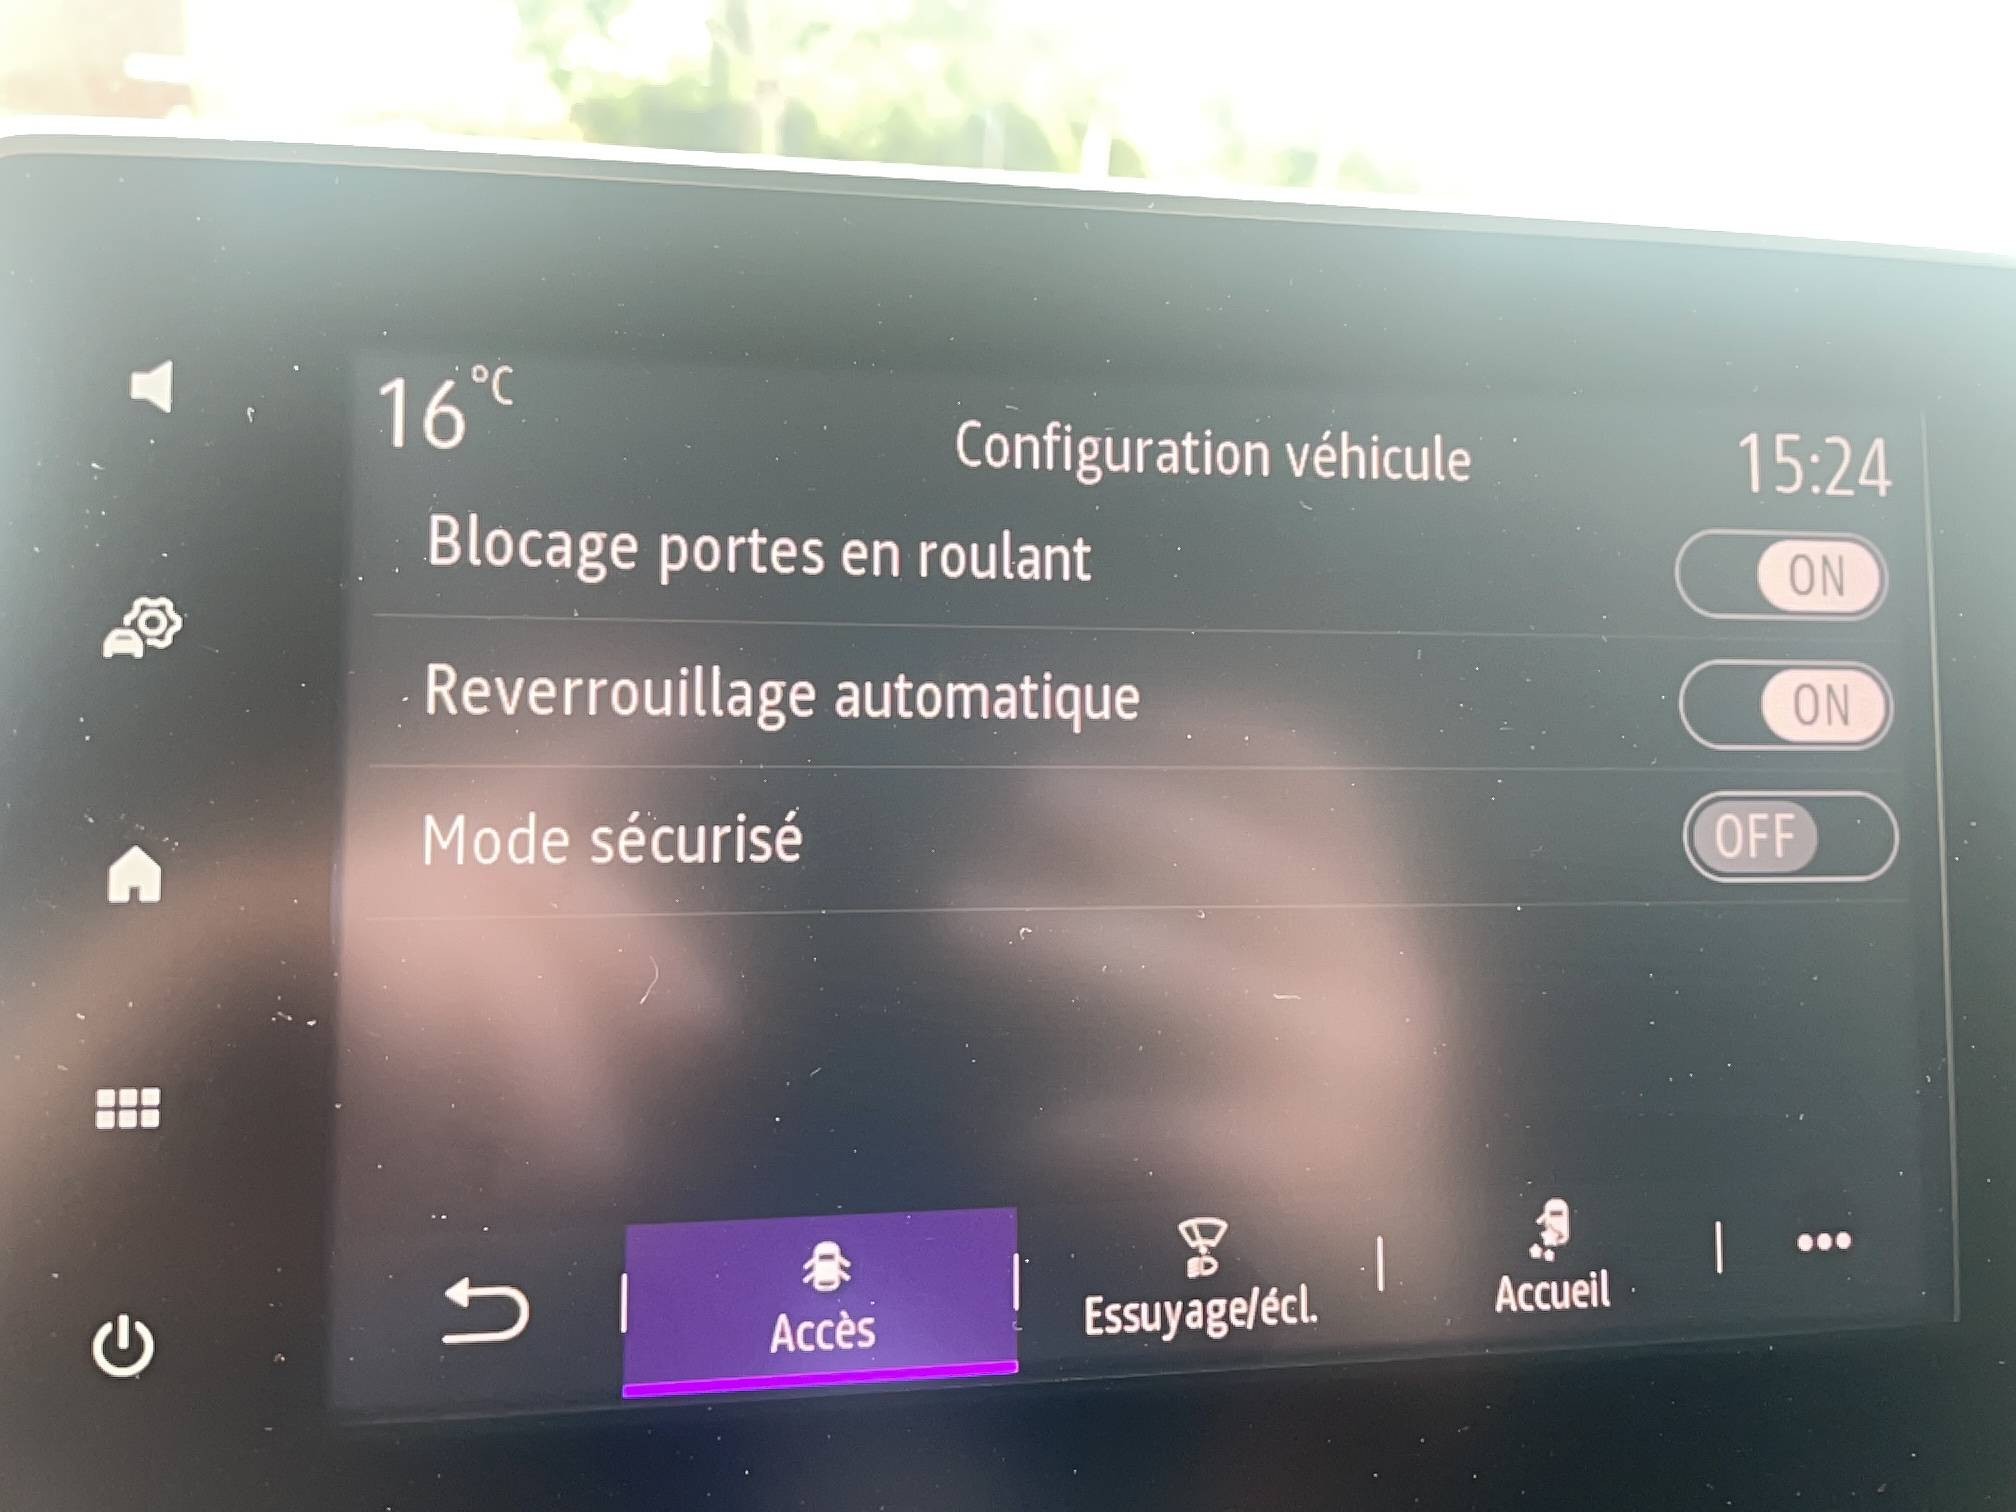 16 °C
Configuration véhicule
15:24
Blocage portes en roulant
ON
Reverrouillage automatique
ON
Mode sécurisé
OFF
Accès
Essuyage/écl.
Accueil